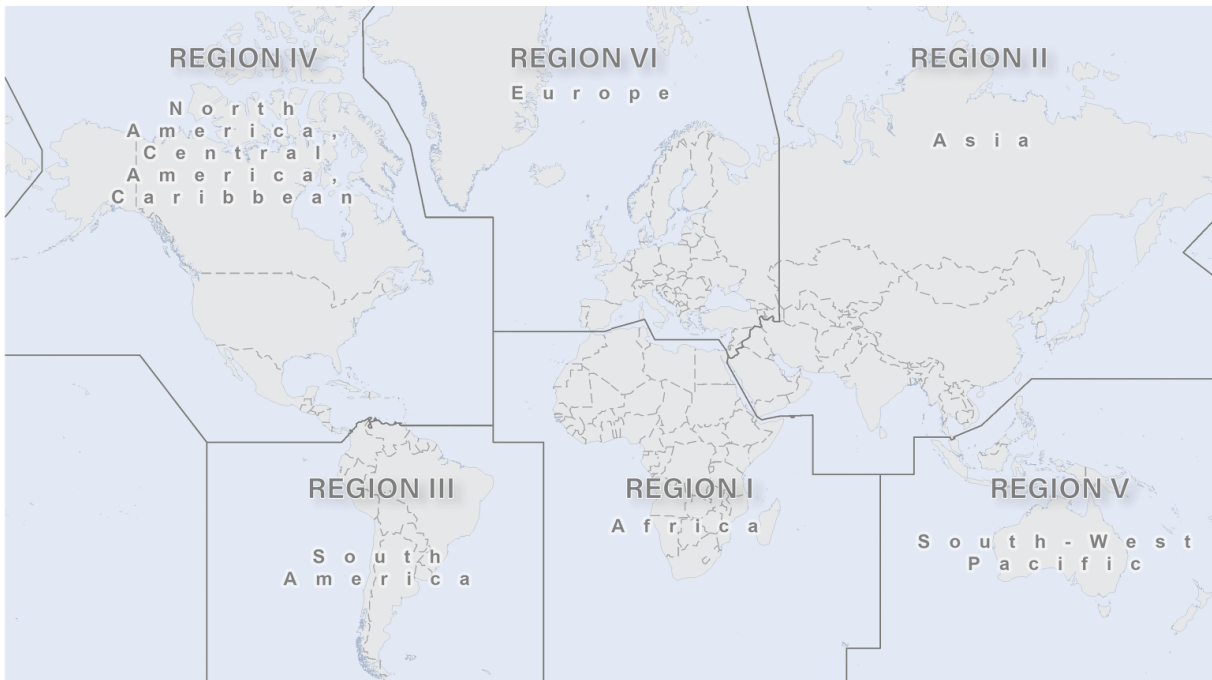 REGION IV
North
America,
Central
America,
Caribbean
REGION VI
Europe
REGION II
Asia
REGION III
South
America
REGION I
Africa
REGION V
South-West
Pacific